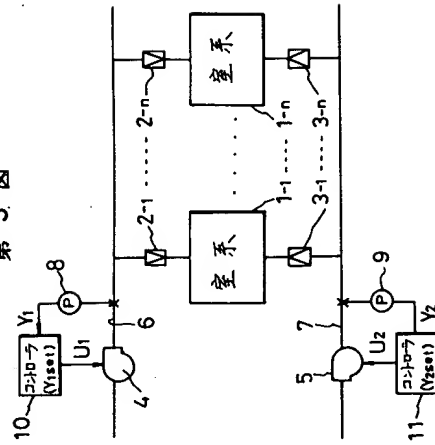 第 5 図
10
コントローラ
(Y₁set)
Y₁
8
P
U₁
6
4
2-1 ------ 2-n
室系
室系
1-1 ------ 1-n
3-1 ------ 3-n
9
P
7
5
U₂
Y₂
コントローラ
(Y₂set)
11